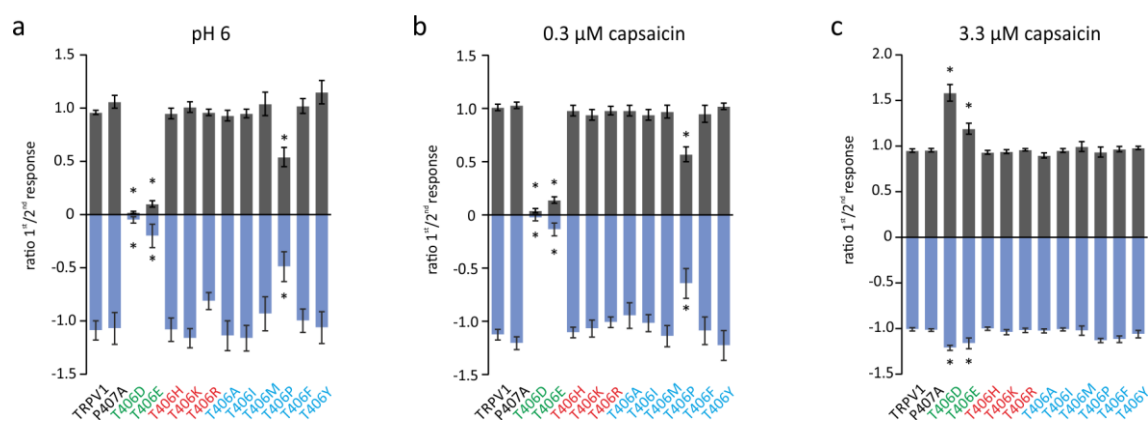 a
pH 6
ratio 1st/2nd response
1.5
1.0
0.5
0
-0.5
-1.0
-1.5
* * * * * *
TRPV1 P407A T406D T406E T406H T406K T406R T406A T406I T406M T406P T406F T406Y
b
0.3 µM capsaicin
ratio 1st/2nd response
1.5
1.0
0.5
0
-0.5
-1.0
-1.5
* * * * * *
TRPV1 P407A T406D T406E T406H T406K T406R T406A T406I T406M T406P T406F T406Y
c
3.3 µM capsaicin
ratio 1st/2nd response
2.0
1.5
1.0
0.5
0
-0.5
-1.0
-1.5
* * * *
TRPV1 P407A T406D T406E T406H T406K T406R T406A T406I T406M T406P T406F T406Y